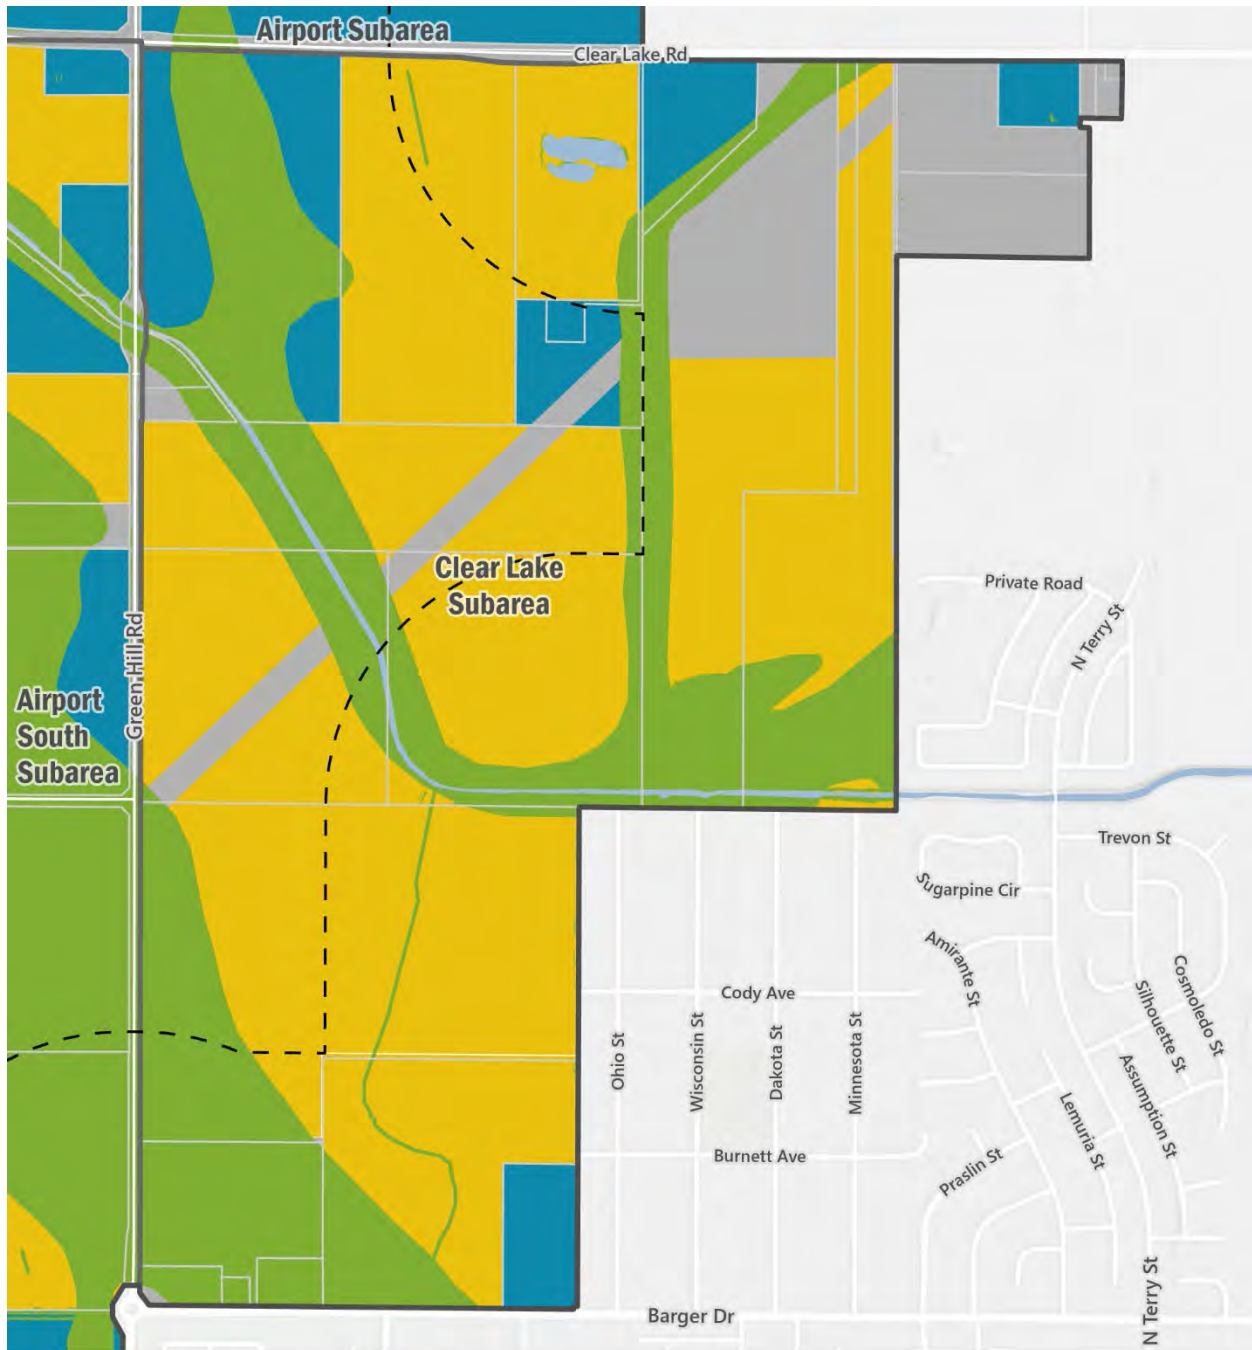 Airport Subarea
Clear Lake Rd
Private Road
N Terry St
Clear Lake
Subarea
Green Hill Rd
Airport
South
Subarea
Trevon St
Sugarpine Cir
Amirante St
Cosmoledo St
Silhouette St
Cody Ave
Ohio St
Wisconsin St
Dakota St
Minnesota St
Assumption St
Lemuria St
Burnett Ave
Praslin St
N Terry St
Barger Dr